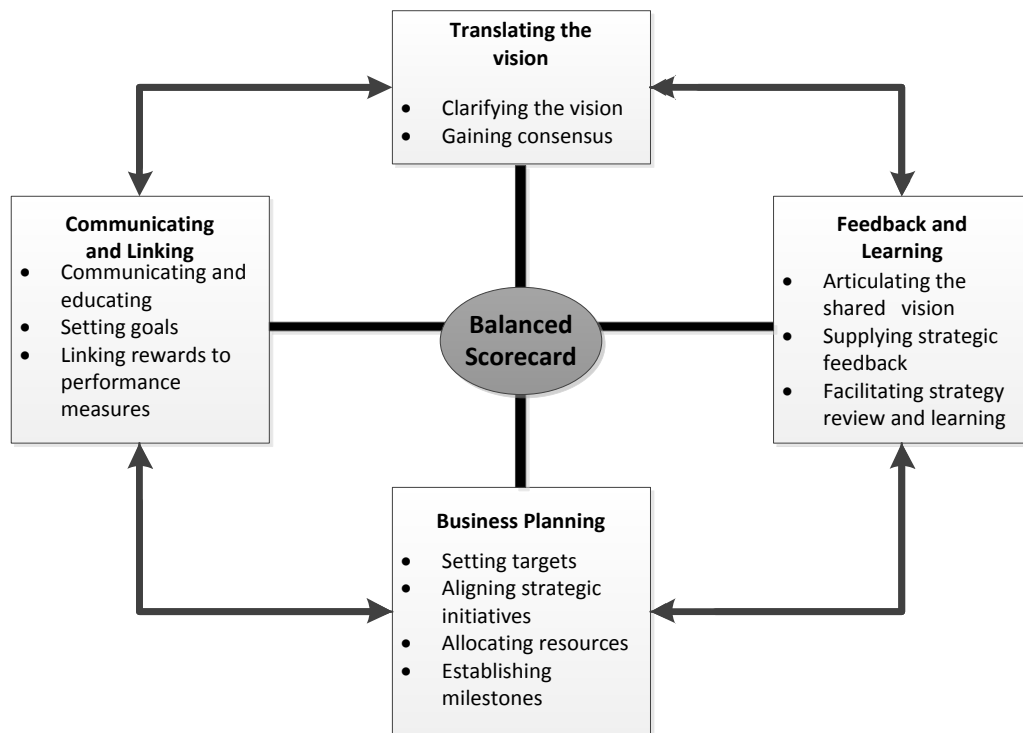 Translating the
vision
• Clarifying the vision
• Gaining consensus
Communicating
and Linking
• Communicating and
educating
• Setting goals
• Linking rewards to
performance
measures
Balanced
Scorecard
Feedback and
Learning
• Articulating the
shared vision
• Supplying strategic
feedback
• Facilitating strategy
review and learning
Business Planning
• Setting targets
• Aligning strategic
initiatives
• Allocating resources
• Establishing
milestones